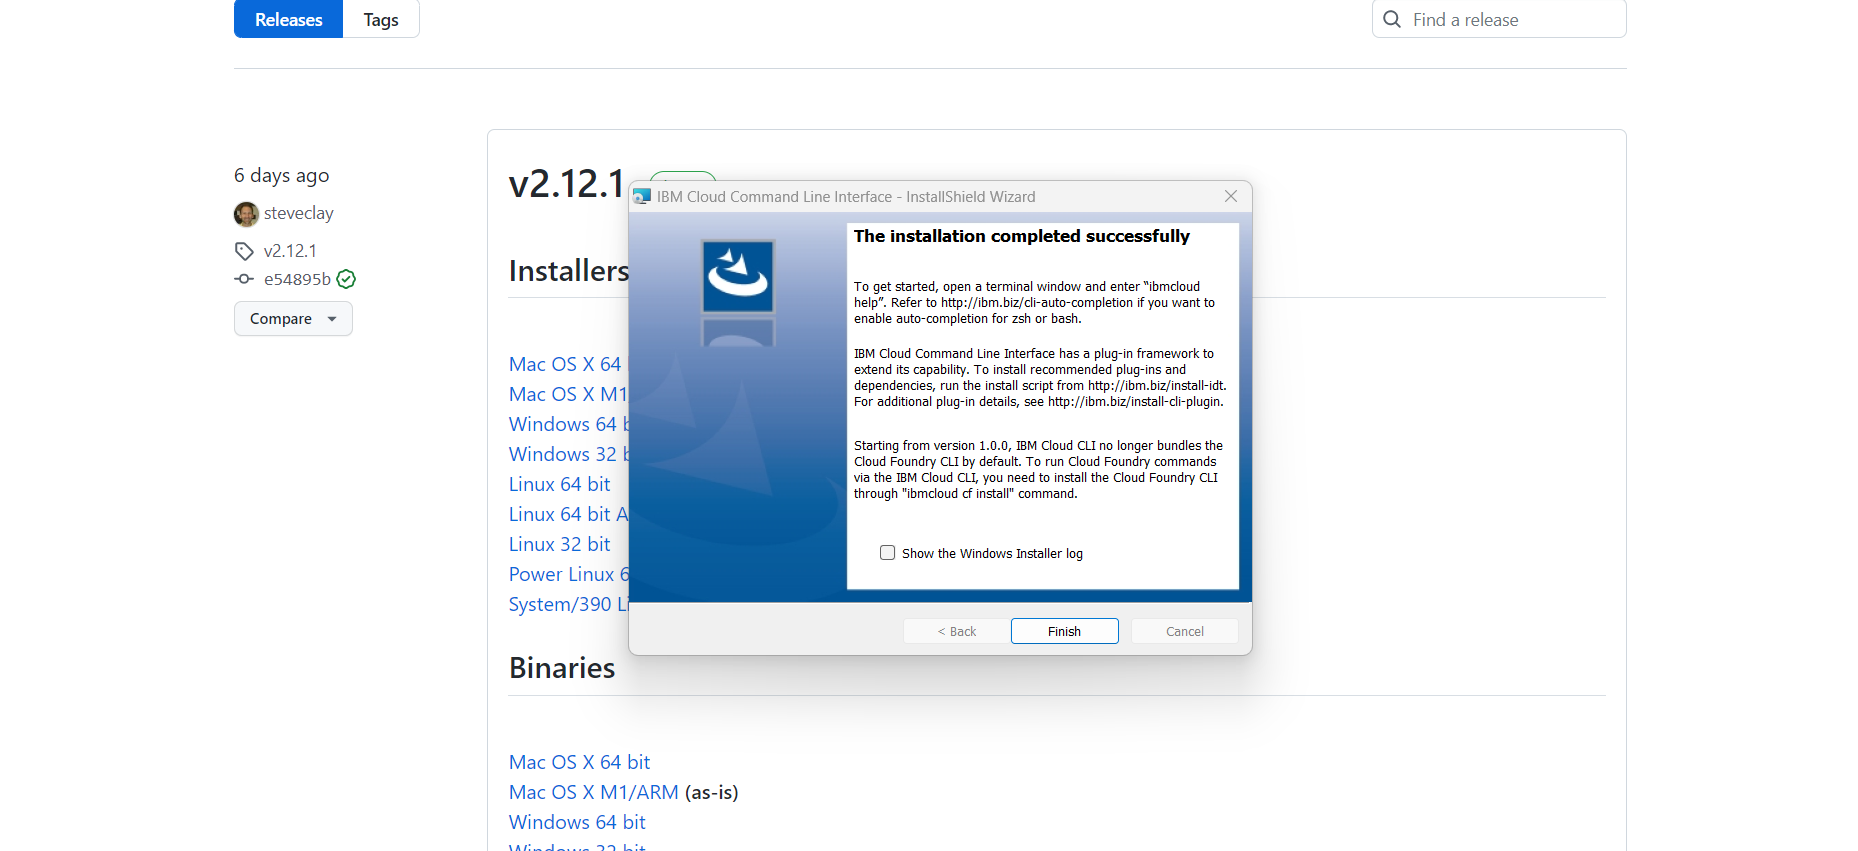 Releases
Tags
Find a release
6 days ago
steveclay
v2.12.1
e54895b
Compare
v2.12.1
Installers
Mac OS X 64
Mac OS X M1
Windows 64
Windows 32
Linux 64 bit
Linux 64 bit
Linux 32 bit
Power Linux
System/390
IBM Cloud Command Line Interface - InstallShield Wizard
The installation completed successfully
To get started, open a terminal window and enter “ibmcloud
help”. Refer to http://ibm.biz/cli-auto-completion if you want to
enable auto-completion for zsh or bash.
IBM Cloud Command Line Interface has a plug-in framework to
extend its capability. To install recommended plug-ins and
dependencies, run the install script from http://ibm.biz/install-idt.
For additional plug-in details, see http://ibm.biz/install-cli-plugin.
Starting from version 1.0.0, IBM Cloud CLI no longer bundles the
Cloud Foundry CLI by default. To run Cloud Foundry commands
via the IBM Cloud CLI, you need to install the Cloud Foundry CLI
through "ibmcloud cf install" command.
Show the Windows Installer log
< Back
Finish
Cancel
Binaries
Mac OS X 64 bit
Mac OS X M1/ARM (as-is)
Windows 64 bit
Windows 32 bit